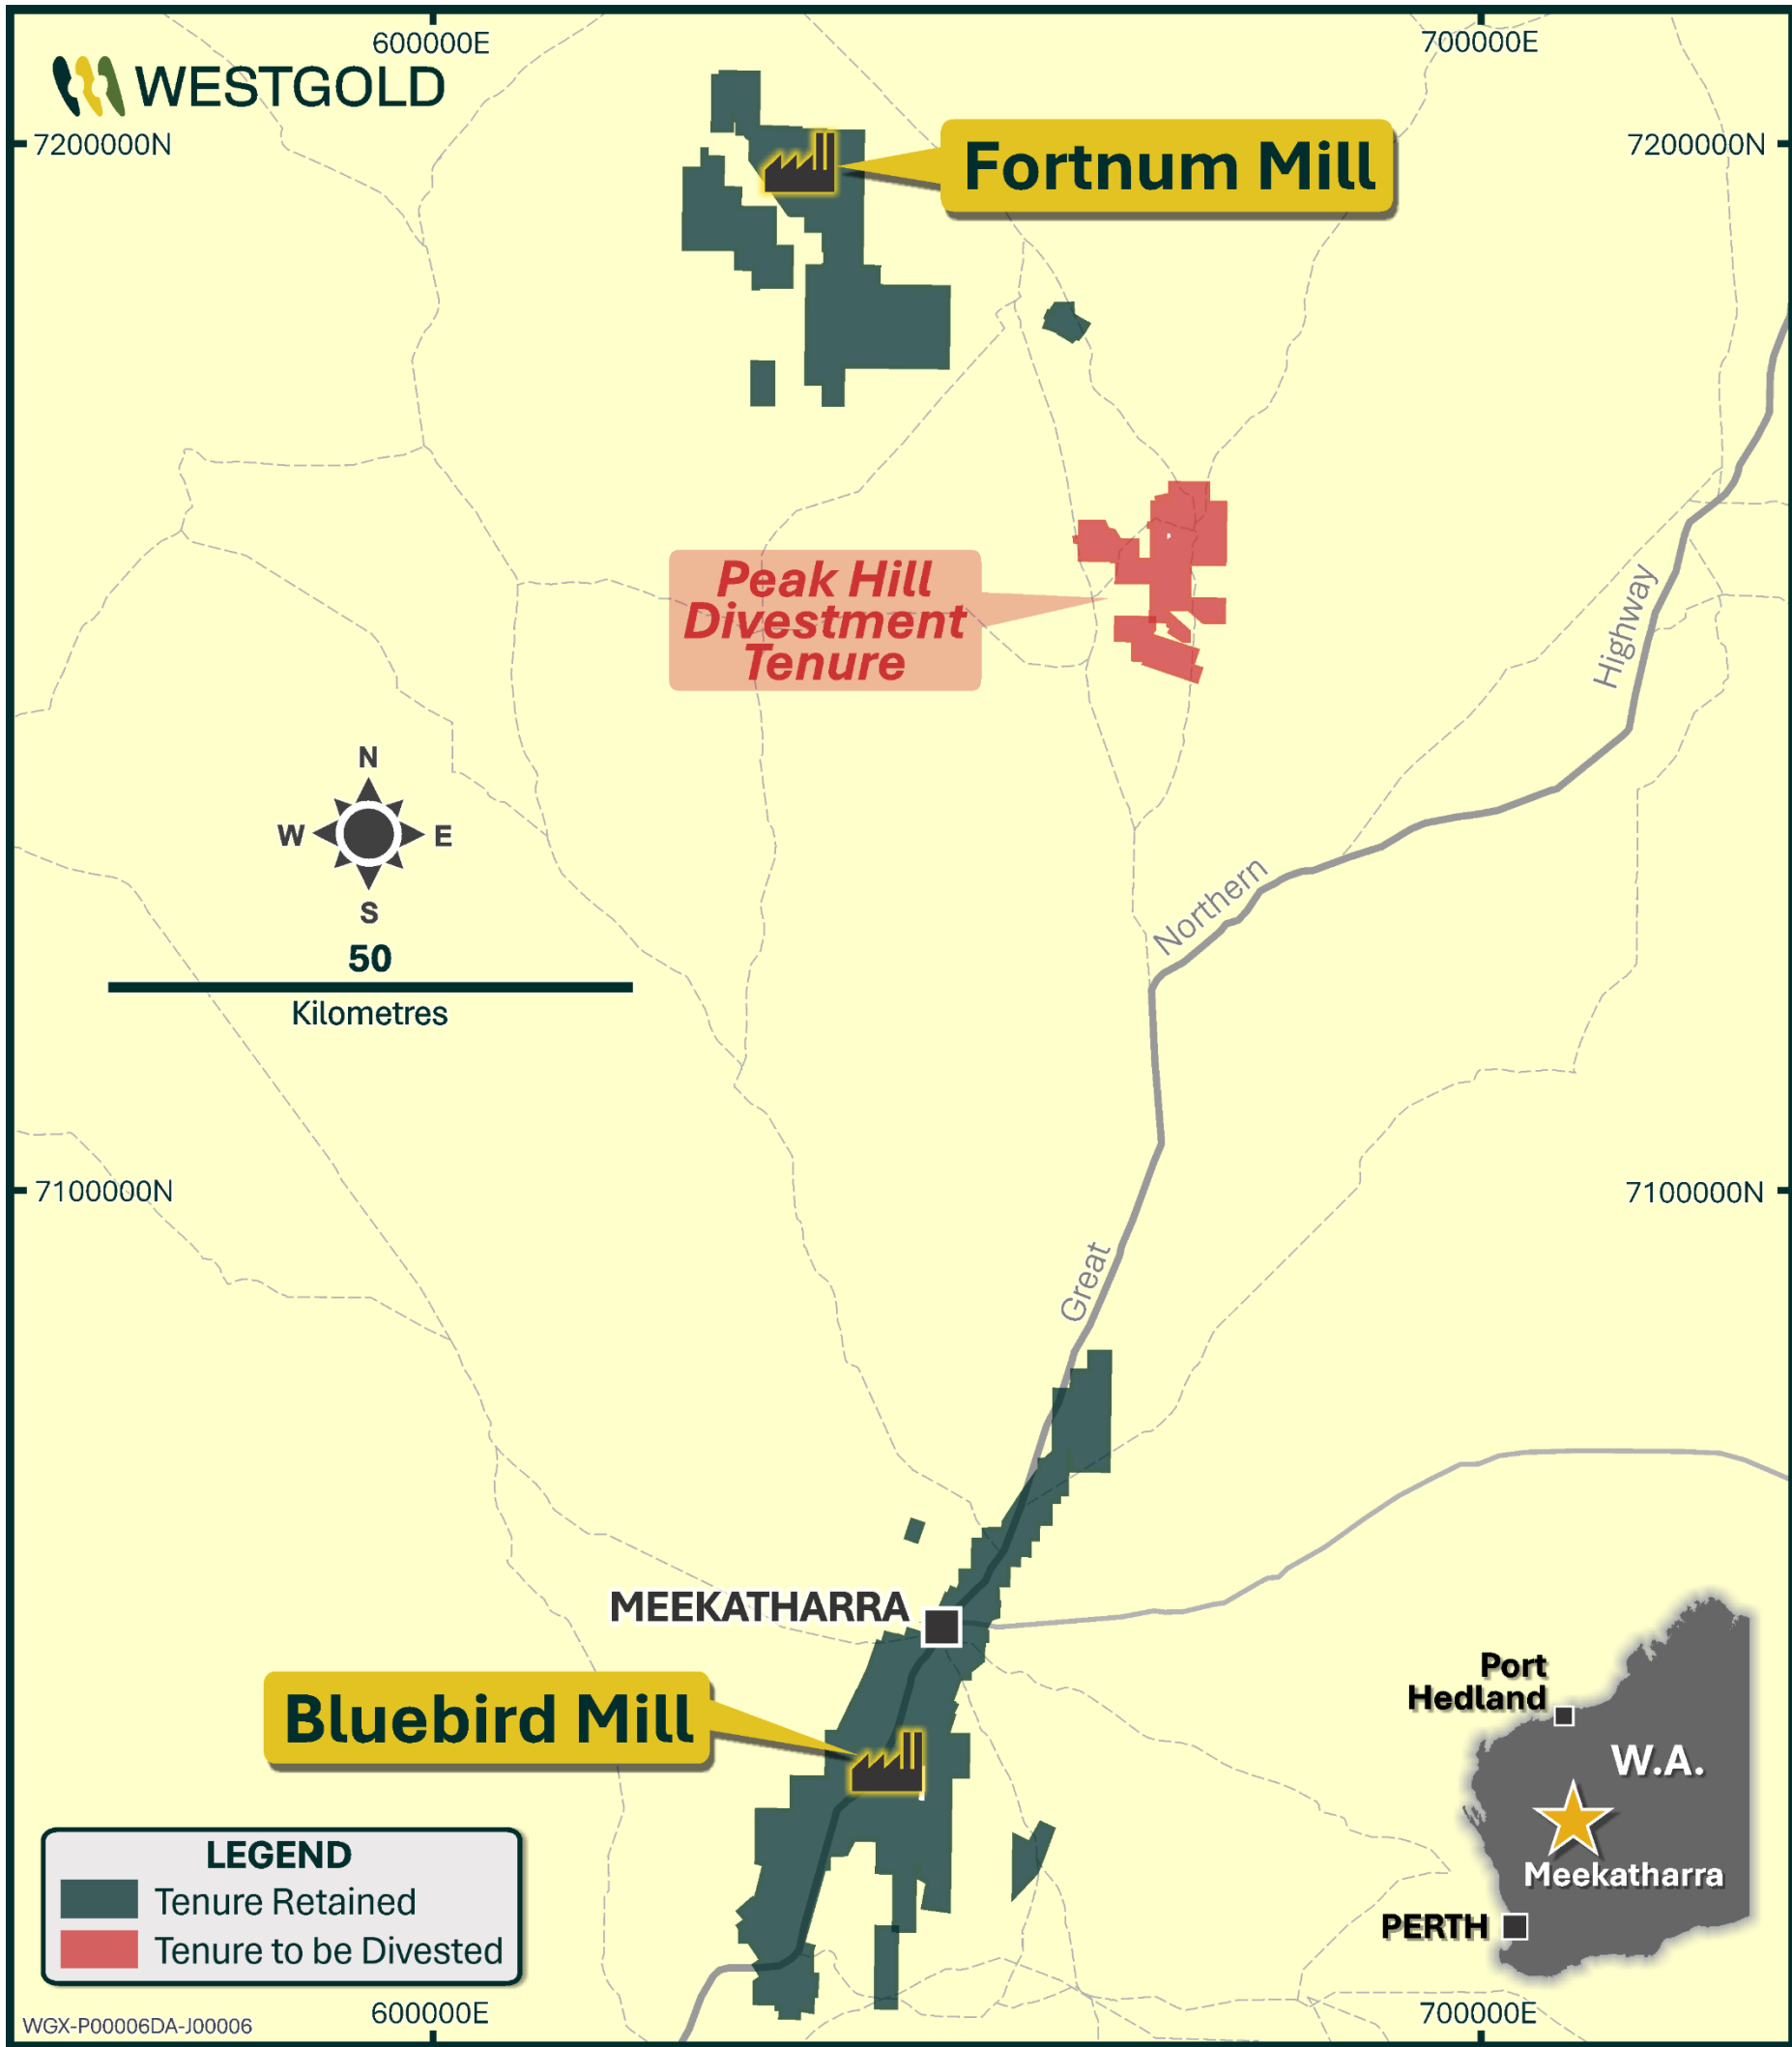 600000E
700000E
WESTGOLD
7200000N
7200000N
Fortnum Mill
Peak Hill
Divestment
Tenure
Highway
N
W
E
S
50
Kilometres
Northern
7100000N
7100000N
Great
MEEKATHARRA
Bluebird Mill
Port
Hedland
W.A.
Meekatharra
PERTH
LEGEND
Tenure Retained
Tenure to be Divested
WGX-P00006DA-J00006
600000E
700000E